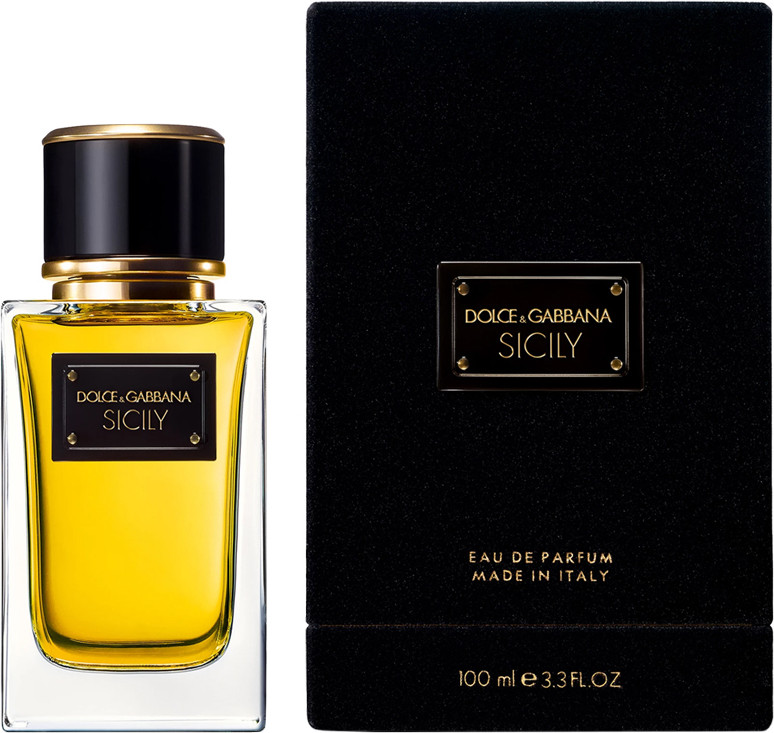 DOLCE & GABBANA
SICILY
DOLCE & GABBANA
SICILY
EAU DE PARFUM
MADE IN ITALY
100 ml e 3.3 FL.OZ